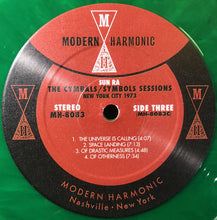 M
H
MODERN HARMONIC
SUN RA
THE CYMBALS/SYMBOLS SESSIONS
NEW YORK CITY 1973
STEREO
MH-8083
SIDE THREE
MH-8083C
1. THE UNIVERSE IS CALLING (4:07)
2. SPACE LANDING (7:13)
3. OF DRASTIC MEASURES (4:48)
4. OF OTHERNESS (7:34)
MODERN HARMONIC
Nashville - New York